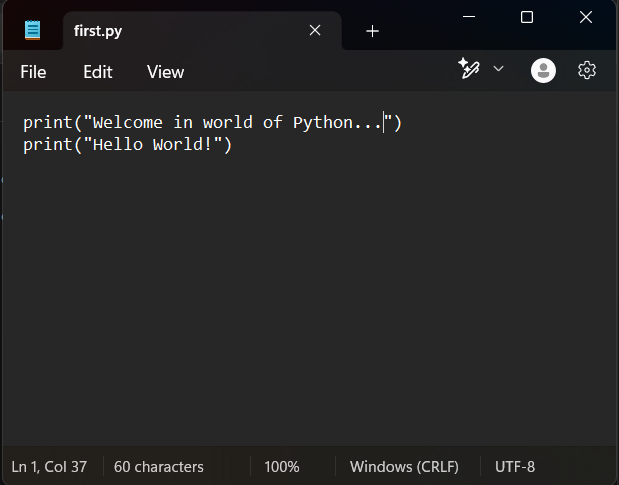 first.py
File Edit View
print("Welcome in world of Python...")
print("Hello World!")
Ln 1, Col 37 60 characters 100% Windows (CRLF) UTF-8